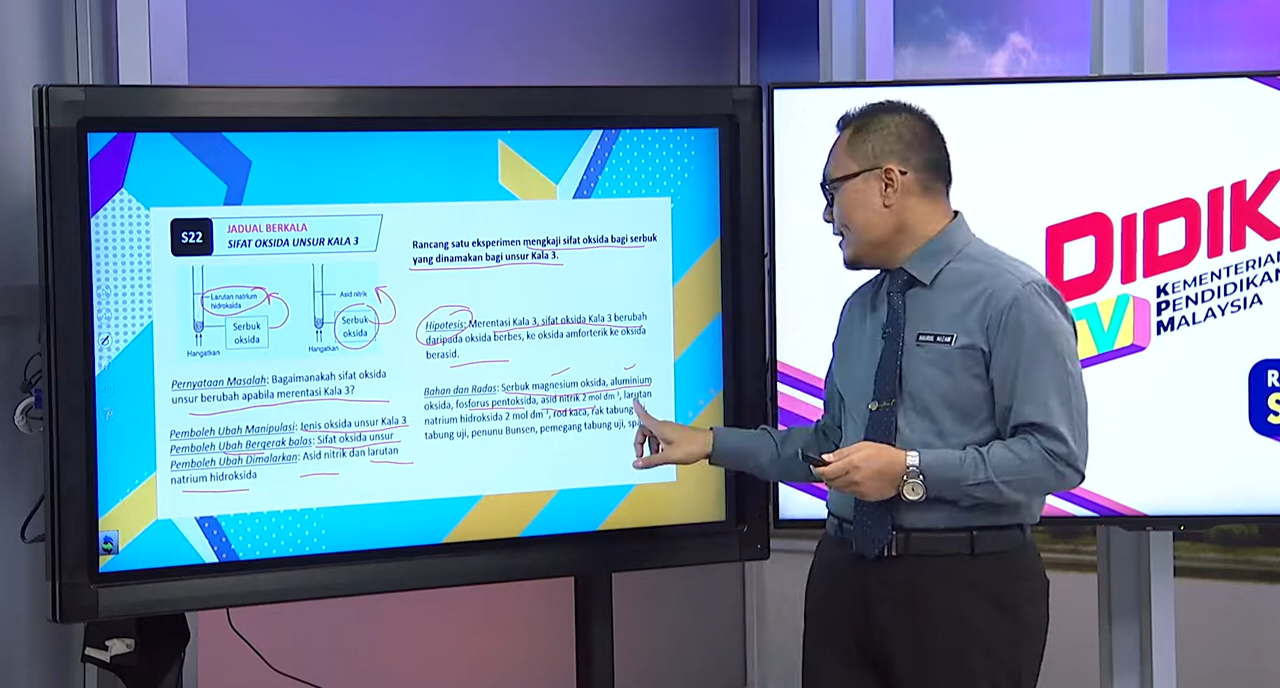 S22
JADUAL BERKALA
SIFAT OKSIDA UNSUR KALA 3
Larutan natrium
hidroksida
Serbuk
oksida
Hangatkan
Asid nitrik
Serbuk
oksida
Hangatkan
Pernyataan Masalah: Bagaimanakah sifat oksida
unsur berubah apabila merentasi Kala 3?
Pemboleh Ubah Manipulasi: Jenis oksida unsur Kala 3
Pemboleh Ubah Bergerak balas: Sifat oksida unsur
Pemboleh Ubah Dimalarkan: Asid nitrik dan larutan
natrium hidroksida
Rancang satu eksperimen mengkaji sifat oksida bagi serbuk
yang dinamakan bagi unsur Kala 3.
Hipotesis: Merentasi Kala 3, sifat oksida Kala 3 berubah
daripada oksida berbes, ke oksida amforterik ke oksida
berasid.
Bahan dan Radas: Serbuk magnesium oksida, aluminium
oksida, fosforus pentoksida, asid nitrik 2 mol dm⁻³, larutan
natrium hidroksida 2 mol dm⁻³, rod kaca, rak tabung
tabung uji, penunu Bunsen, pemegang tabung uji,
DIDIK
TV
KEMENTERIAN
PENDIDIKAN
MALAYSIA
R
S